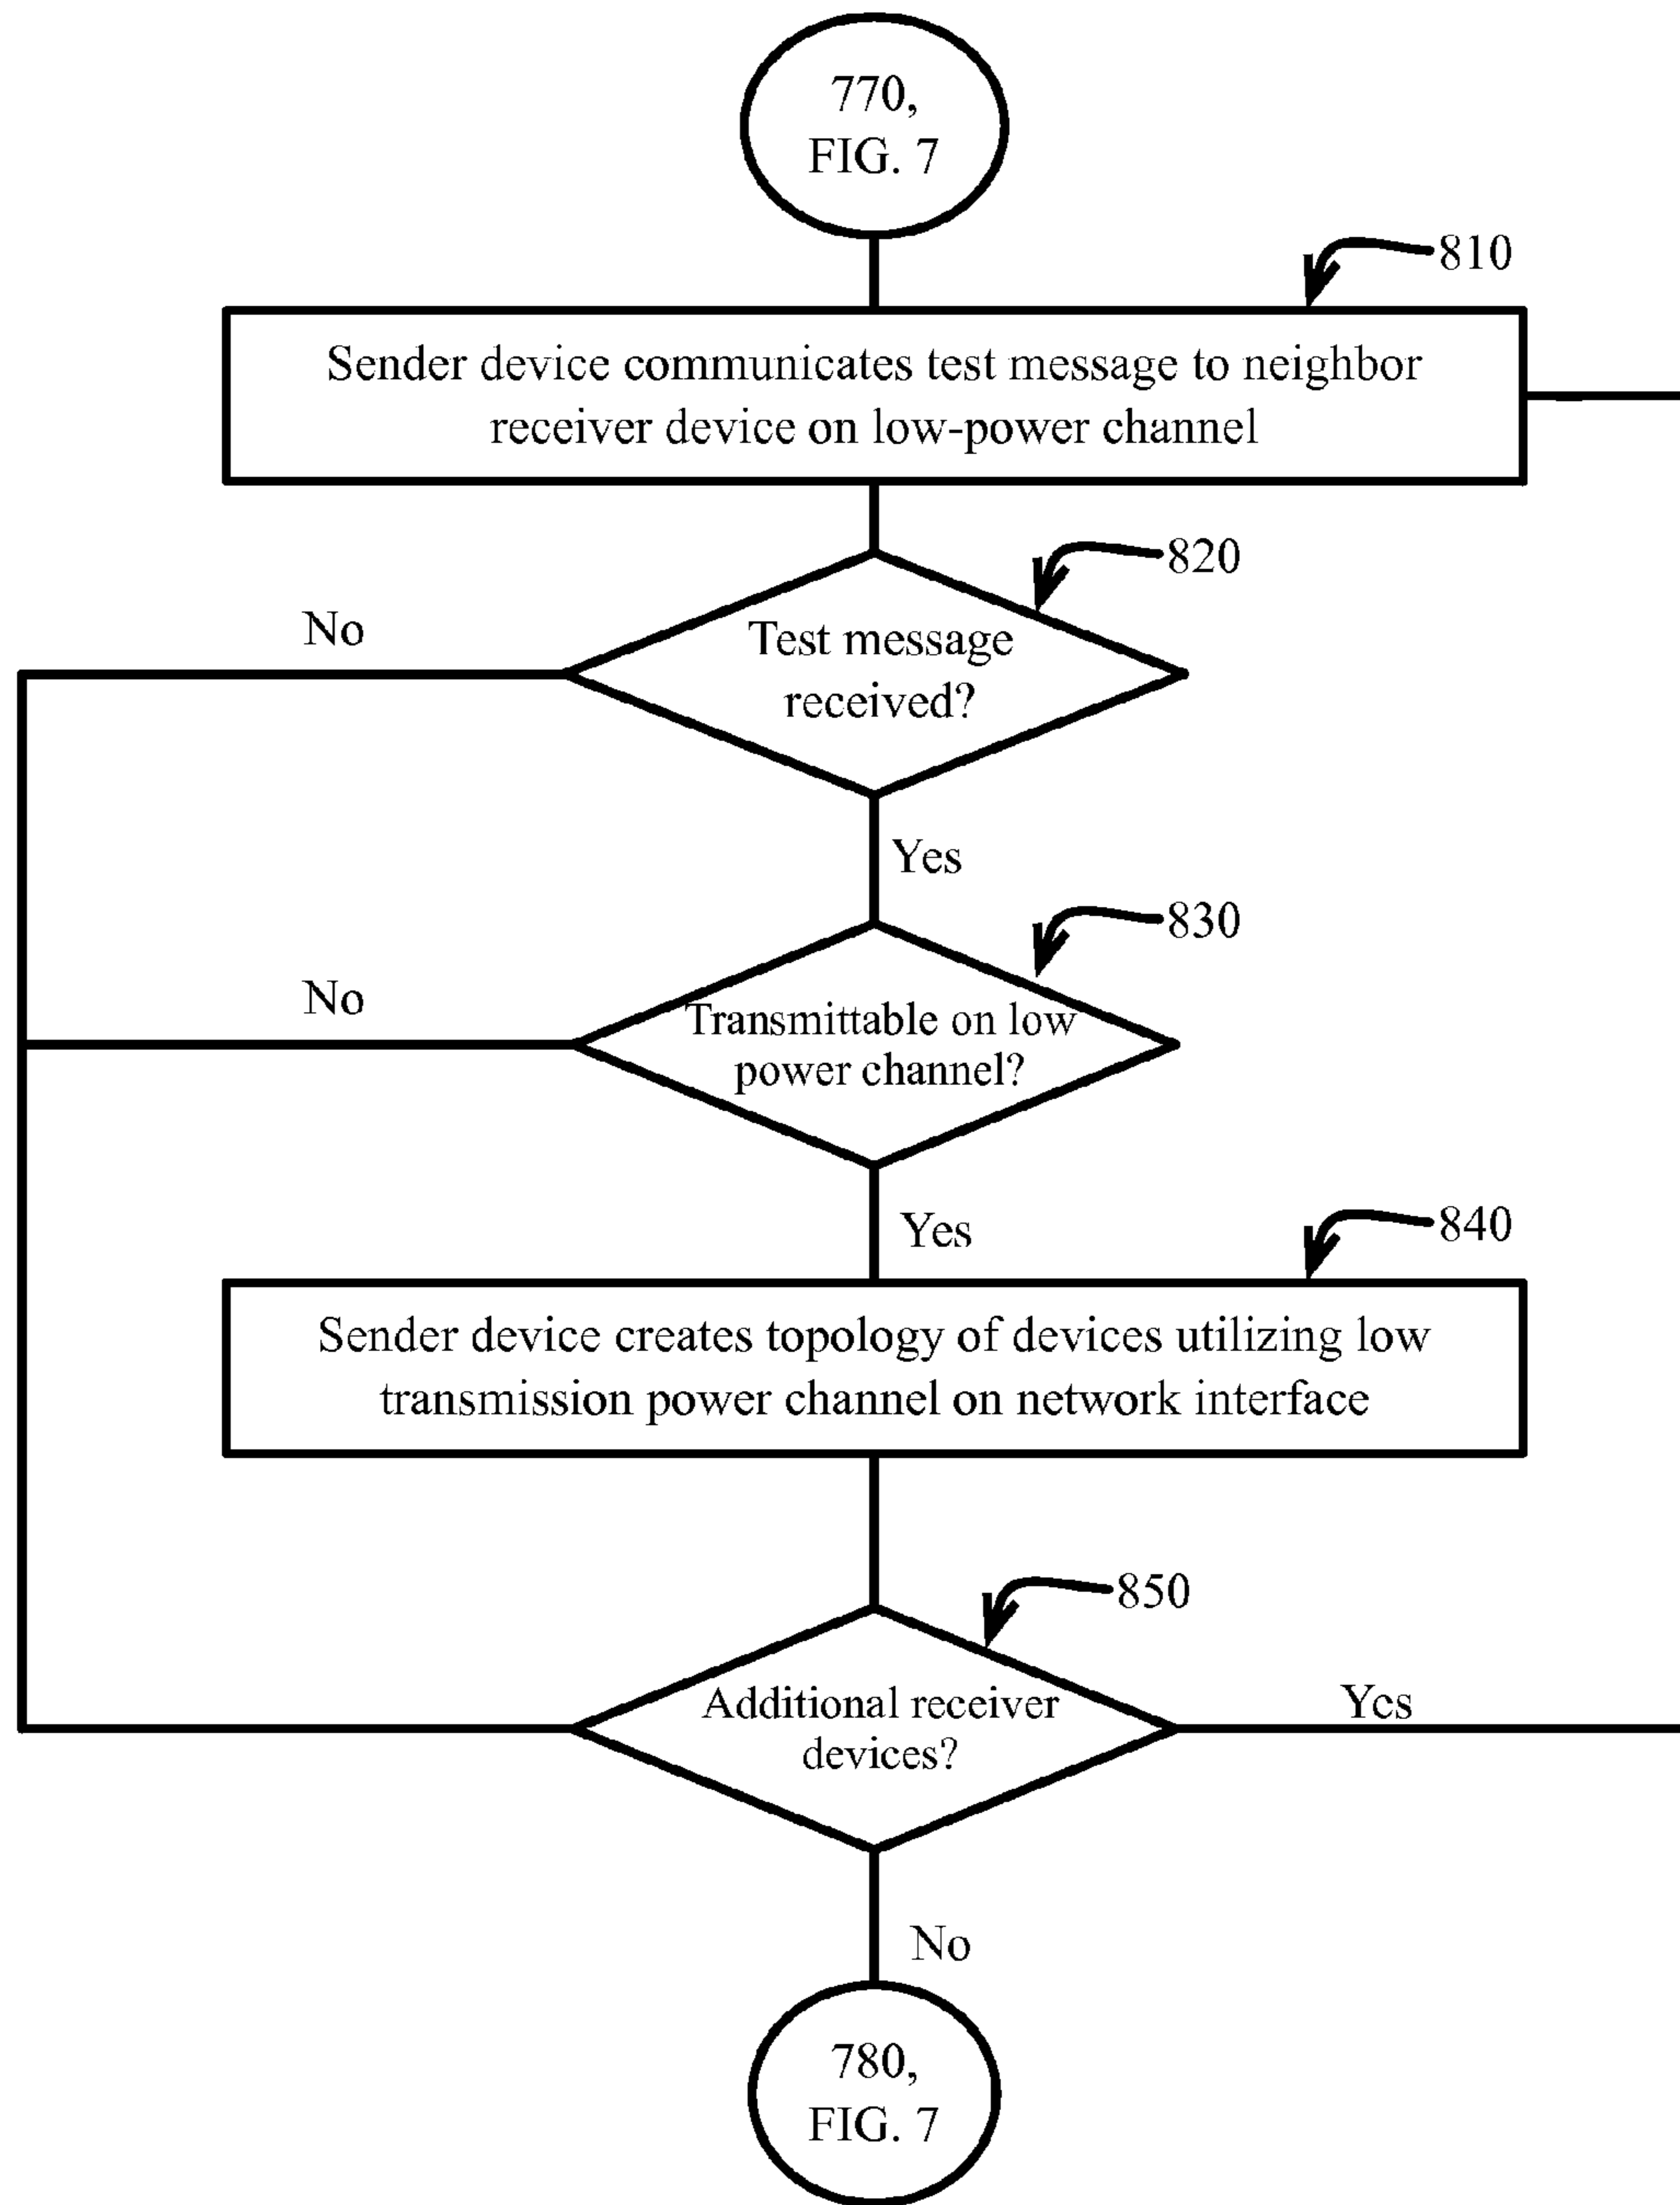 770,
FIG. 7
810
Sender device communicates test message to neighbor
receiver device on low-power channel
820
No
Test message
received?
Yes
830
No
Transmittable on low
power channel?
Yes
840
Sender device creates topology of devices utilizing low
transmission power channel on network interface
850
Additional receiver
devices?
Yes
No
780,
FIG. 7